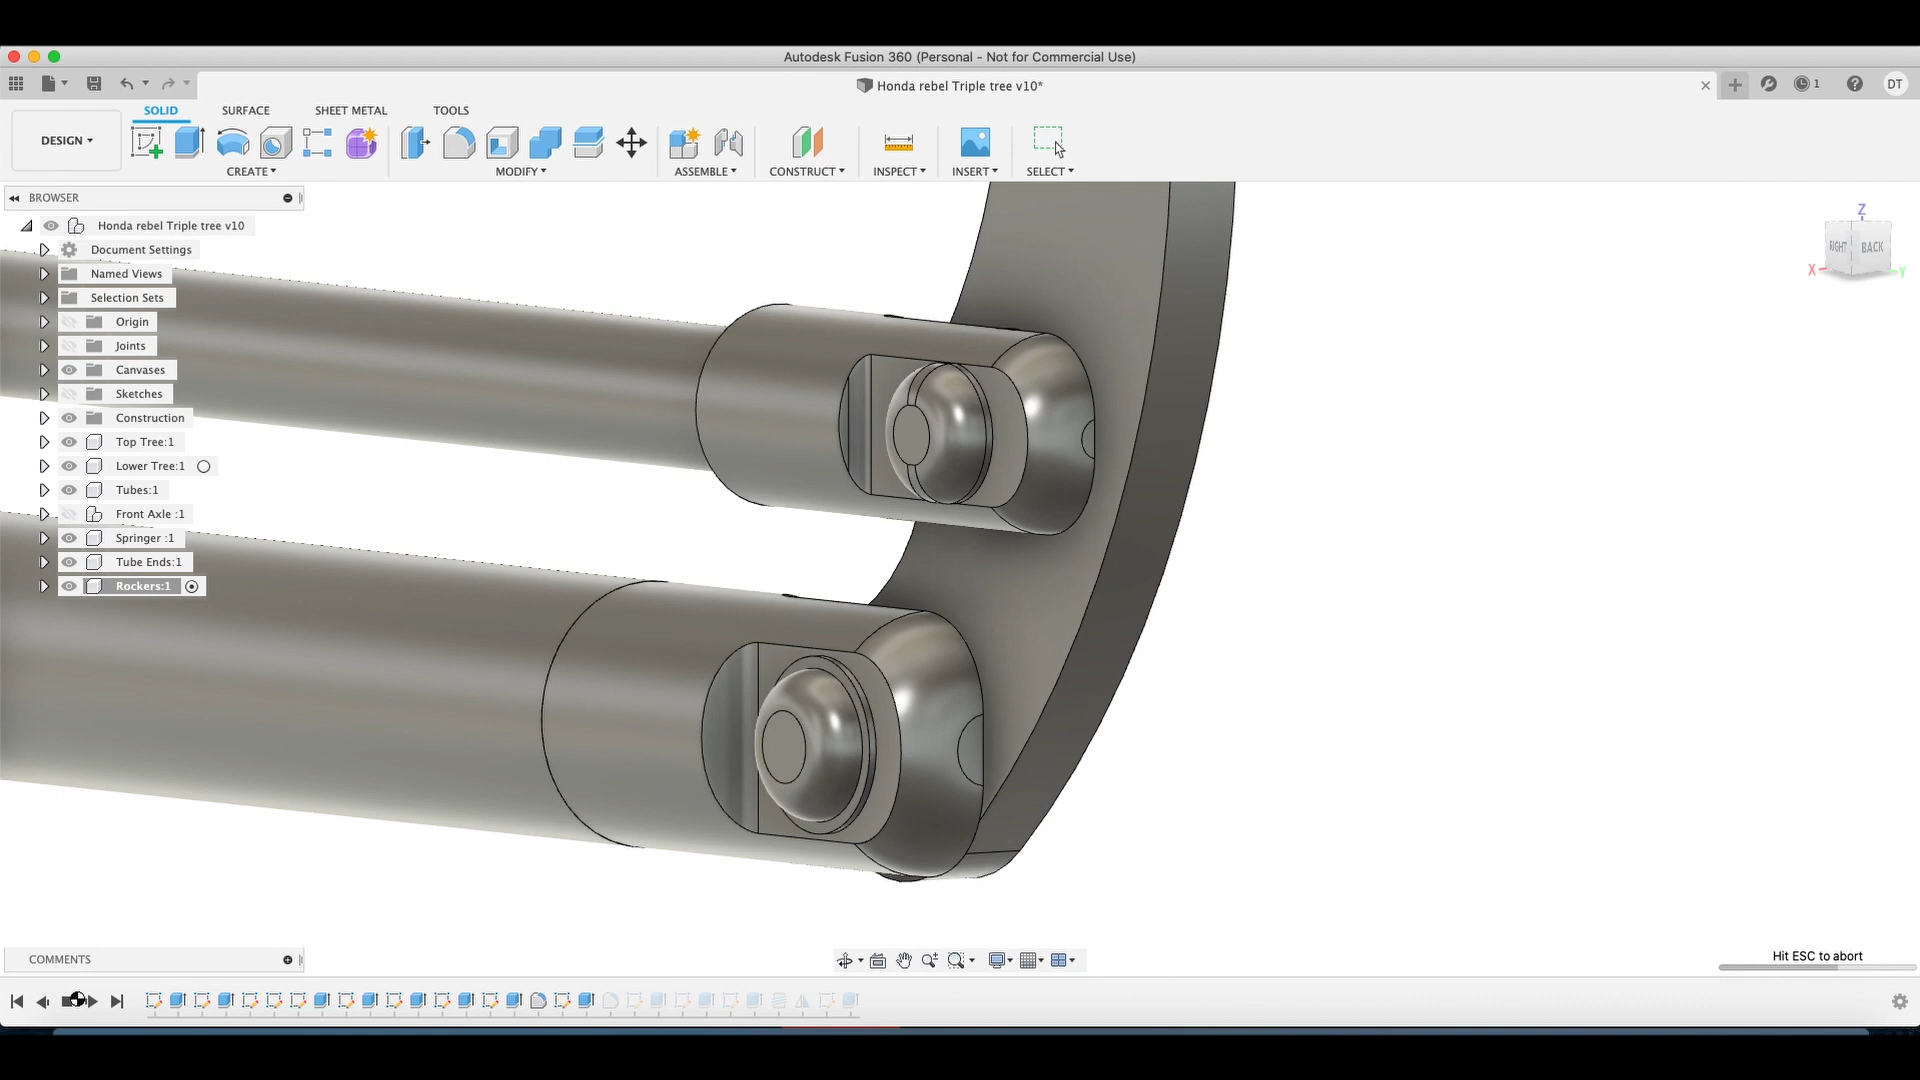 Autodesk Fusion 360 (Personal - Not for Commercial Use)
Honda rebel Triple tree v10*
1
DT
DESIGN
SOLID
SURFACE
SHEET METAL
TOOLS
CREATE
MODIFY
ASSEMBLE
CONSTRUCT
INSPECT
INSERT
SELECT
BROWSER
Honda rebel Triple tree v10
Document Settings
Named Views
Selection Sets
Origin
Joints
Canvases
Sketches
Construction
Top Tree:1
Lower Tree:1
Tubes:1
Front Axle :1
Springer :1
Tube Ends:1
Rockers:1
Z
RIGHT
BACK
X
Y
COMMENTS
Hit ESC to abort